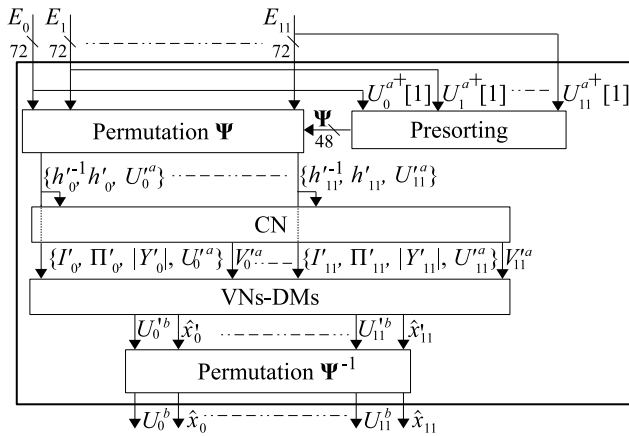 E₀ E₁ E₁₁
72 72 72
U₀ᵃ⁺[1] U₁ᵃ⁺[1] U₁₁ᵃ⁺[1]
Permutation Ψ Ψ 48 Presorting
{h'₀⁻¹, h'₀, U'₀ᵃ} {h'₁₁⁻¹, h'₁₁, U'₁₁ᵃ}
CN
{I'₀, Π'₀, |Y'₀|, U'₀ᵃ} V'₀ᵃ {I'₁₁, Π'₁₁, |Y'₁₁|, U'₁₁ᵃ} V'₁₁ᵃ
VNs-DMs
U'₀ᵇ x̂'₀ U'₁₁ᵇ x̂'₁₁
Permutation Ψ⁻¹
U₀ᵇ x̂₀ U₁₁ᵇ x̂₁₁